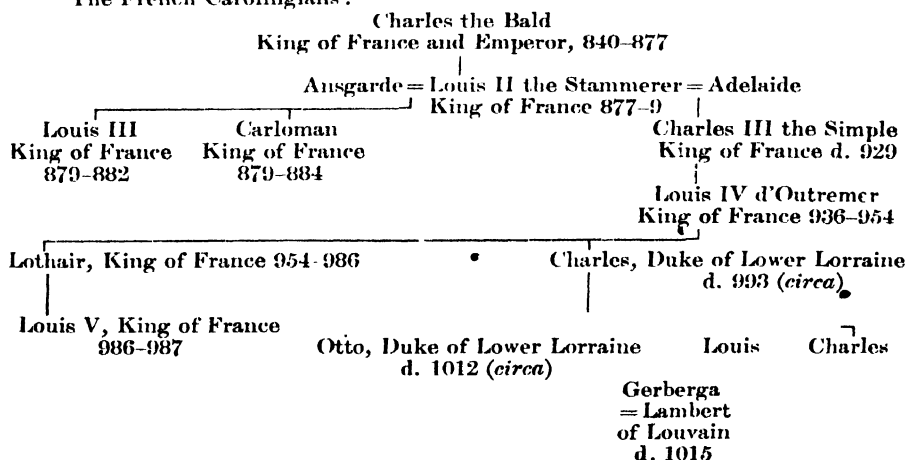 The French Carolingians:
Charles the Bald
King of France and Emperor, 840–877
Ansgarde = Louis II the Stammerer = Adelaide
King of France 877–9
Louis III Carloman Charles III the Simple
King of France King of France King of France d. 929
879–882 879–884
Louis IV d'Outremer
King of France 936–954
Lothair, King of France 954–986 Charles, Duke of Lower Lorraine
d. 993 (circa)
Louis V, King of France
986–987
Otto, Duke of Lower Lorraine Louis Charles
d. 1012 (circa)
Gerberga
= Lambert
of Louvain
d. 1015